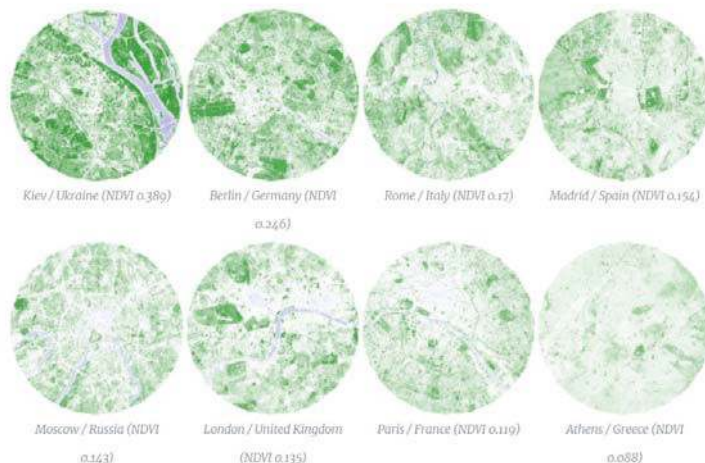 Kiev / Ukraine (NDVI 0.389)
Berlin / Germany (NDVI
0.246)
Rome / Italy (NDVI 0.17)
Madrid / Spain (NDVI 0.154)
Moscow / Russia (NDVI
0.143)
London / United Kingdom
(NDVI 0.135)
Paris / France (NDVI 0.119)
Athens / Greece (NDVI
0.088)